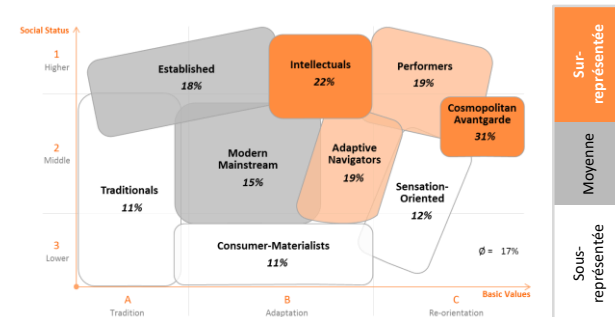 Social Status
1
Higher
Established
18%
Intellectuals
22%
Performers
19%
Cosmopolitan
Avantgarde
31%
2
Middle
Modern
Mainstream
15%
Adaptive
Navigators
19%
Traditionals
11%
Sensation-
Oriented
12%
3
Lower
Consumer-Materialists
11%
Ø = 17%
Basic Values
A
Tradition
B
Adaptation
C
Re-orientation
Sur-
représentée
Moyenne
Sous-
représentée